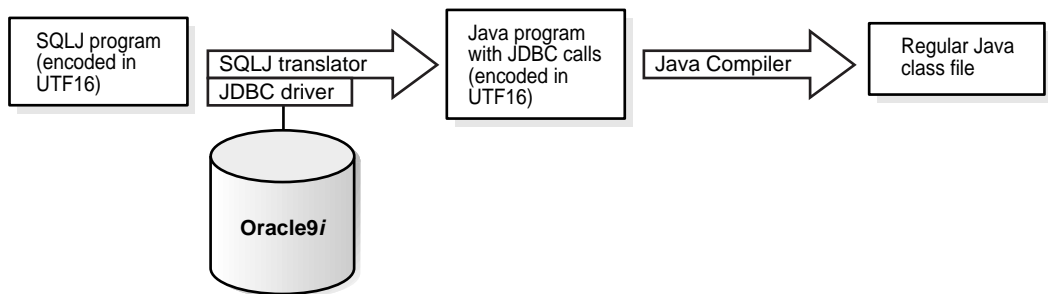 SQLJ program
(encoded in
UTF16)
SQLJ translator
JDBC driver
Oracle9i
Java program
with JDBC calls
(encoded in
UTF16)
Java Compiler
Regular Java
class file